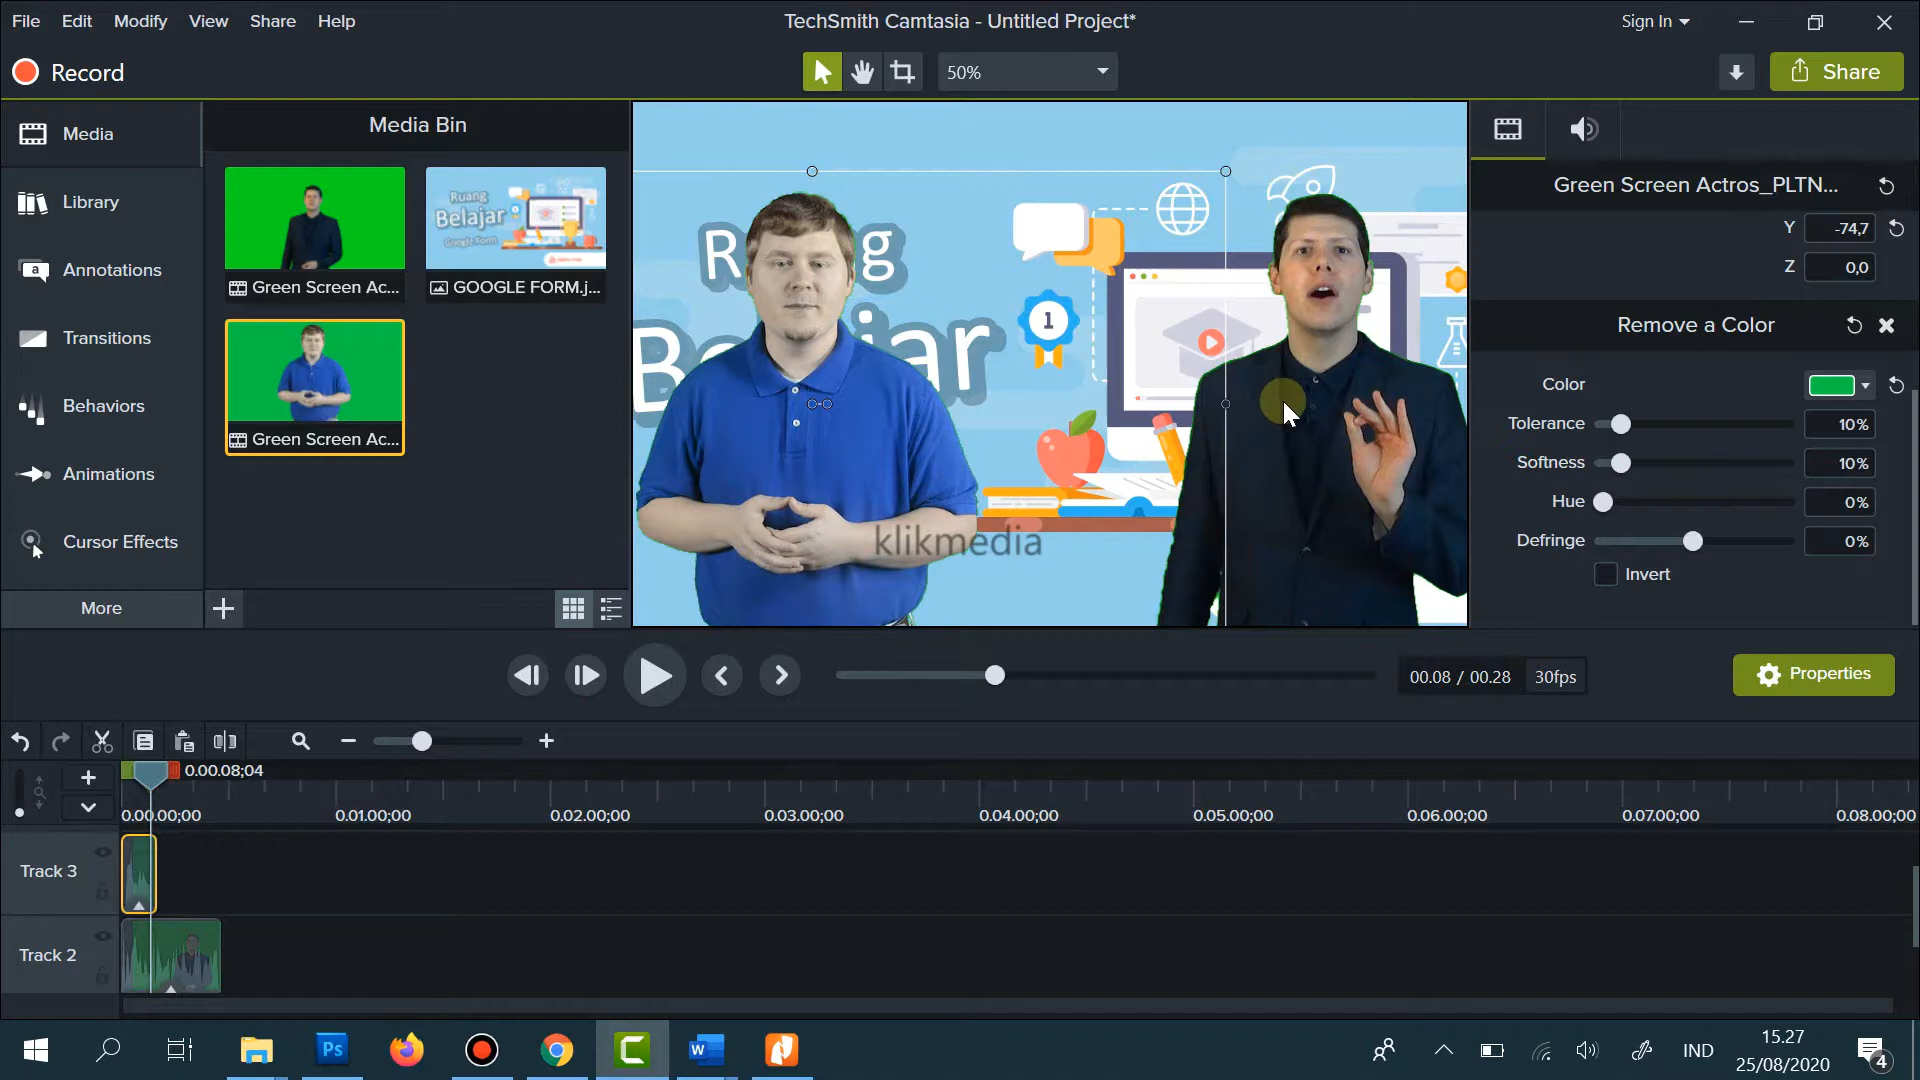 File Edit Modify View Share Help
TechSmith Camtasia - Untitled Project*
Sign In
Record
50%
Share
Media
Library
Annotations
Transitions
Behaviors
Animations
Cursor Effects
More
Media Bin
Ruang
Belajar
Google Form
Green Screen Ac...
GOOGLE FORM.j...
Green Screen Ac...
1
klikmedia
Green Screen Actros_PLTN...
Y -74,7
Z 0,0
Remove a Color
Color
Tolerance 10%
Softness 10%
Hue 0%
Defringe 0%
Invert
00.08 / 00.28 30fps
Properties
0.00.08;04
0.00.00;00 0.01.00;00 0.02.00;00 0.03.00;00 0.04.00;00 0.05.00;00 0.06.00;00 0.07.00;00 0.08.00;00
Track 3
Track 2
Ps
W
IND
15.27
25/08/2020
4